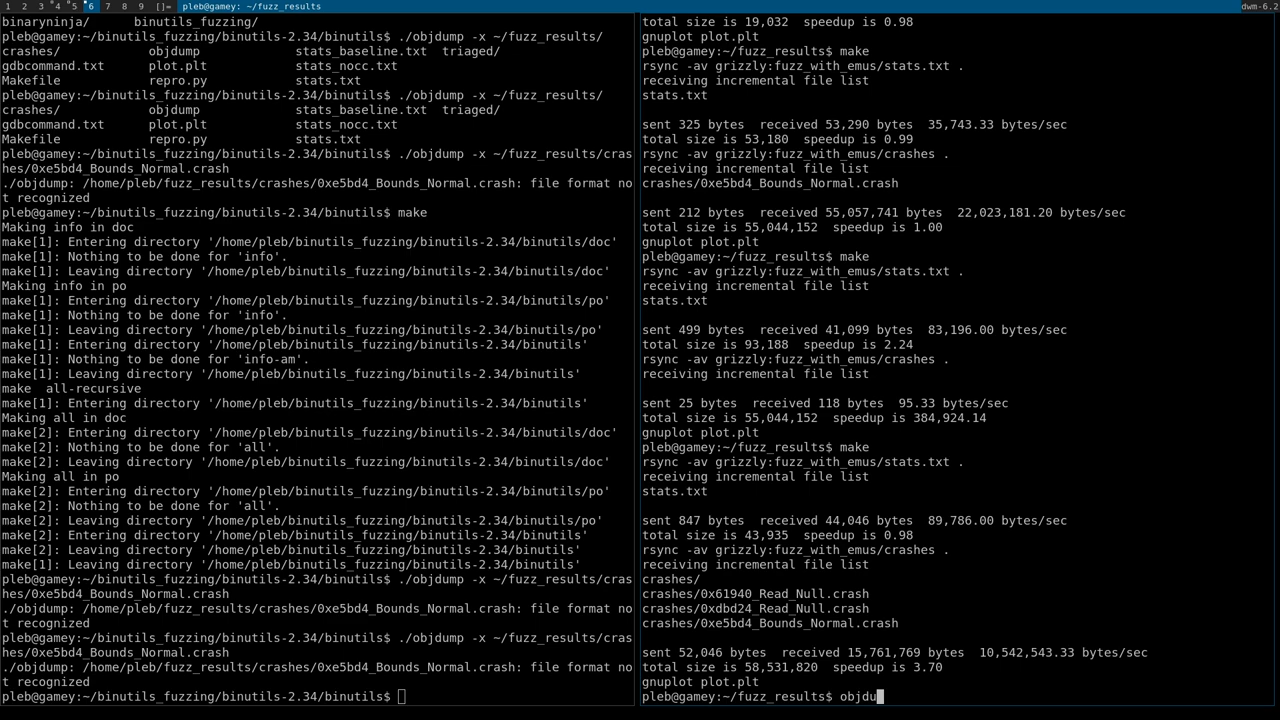 1 2 3 4 5 6 7 8 9 []= pleb@gamey: ~/fuzz_results dwm-6.2
binaryninja/     binutils_fuzzing/
pleb@gamey:~/binutils_fuzzing/binutils-2.34/binutils$ ./objdump -x ~/fuzz_results/
crashes/         objdump         stats_baseline.txt  triaged/
gdbcommand.txt   plot.plt        stats_nocc.txt
Makefile         repro.py        stats.txt
pleb@gamey:~/binutils_fuzzing/binutils-2.34/binutils$ ./objdump -x ~/fuzz_results/
crashes/         objdump         stats_baseline.txt  triaged/
gdbcommand.txt   plot.plt        stats_nocc.txt
Makefile         repro.py        stats.txt
pleb@gamey:~/binutils_fuzzing/binutils-2.34/binutils$ ./objdump -x ~/fuzz_results/cras
hes/0xe5bd4_Bounds_Normal.crash
./objdump: /home/pleb/fuzz_results/crashes/0xe5bd4_Bounds_Normal.crash: file format no
t recognized
pleb@gamey:~/binutils_fuzzing/binutils-2.34/binutils$ make
Making info in doc
make[1]: Entering directory '/home/pleb/binutils_fuzzing/binutils-2.34/binutils/doc'
make[1]: Nothing to be done for 'info'.
make[1]: Leaving directory '/home/pleb/binutils_fuzzing/binutils-2.34/binutils/doc'
Making info in po
make[1]: Entering directory '/home/pleb/binutils_fuzzing/binutils-2.34/binutils/po'
make[1]: Nothing to be done for 'info'.
make[1]: Leaving directory '/home/pleb/binutils_fuzzing/binutils-2.34/binutils/po'
make[1]: Entering directory '/home/pleb/binutils_fuzzing/binutils-2.34/binutils'
make[1]: Nothing to be done for 'info-am'.
make[1]: Leaving directory '/home/pleb/binutils_fuzzing/binutils-2.34/binutils'
make  all-recursive
make[1]: Entering directory '/home/pleb/binutils_fuzzing/binutils-2.34/binutils'
Making all in doc
make[2]: Entering directory '/home/pleb/binutils_fuzzing/binutils-2.34/binutils/doc'
make[2]: Nothing to be done for 'all'.
make[2]: Leaving directory '/home/pleb/binutils_fuzzing/binutils-2.34/binutils/doc'
Making all in po
make[2]: Entering directory '/home/pleb/binutils_fuzzing/binutils-2.34/binutils/po'
make[2]: Nothing to be done for 'all'.
make[2]: Leaving directory '/home/pleb/binutils_fuzzing/binutils-2.34/binutils/po'
make[2]: Entering directory '/home/pleb/binutils_fuzzing/binutils-2.34/binutils'
make[2]: Leaving directory '/home/pleb/binutils_fuzzing/binutils-2.34/binutils'
make[1]: Leaving directory '/home/pleb/binutils_fuzzing/binutils-2.34/binutils'
pleb@gamey:~/binutils_fuzzing/binutils-2.34/binutils$ ./objdump -x ~/fuzz_results/cras
hes/0xe5bd4_Bounds_Normal.crash
./objdump: /home/pleb/fuzz_results/crashes/0xe5bd4_Bounds_Normal.crash: file format no
t recognized
pleb@gamey:~/binutils_fuzzing/binutils-2.34/binutils$ ./objdump -x ~/fuzz_results/cras
hes/0xe5bd4_Bounds_Normal.crash
./objdump: /home/pleb/fuzz_results/crashes/0xe5bd4_Bounds_Normal.crash: file format no
t recognized
pleb@gamey:~/binutils_fuzzing/binutils-2.34/binutils$
total size is 19,032  speedup is 0.98
gnuplot plot.plt
pleb@gamey:~/fuzz_results$ make
rsync -av grizzly:fuzz_with_emus/stats.txt .
receiving incremental file list
stats.txt
sent 325 bytes  received 53,290 bytes  35,743.33 bytes/sec
total size is 53,180  speedup is 0.99
rsync -av grizzly:fuzz_with_emus/crashes .
receiving incremental file list
crashes/0xe5bd4_Bounds_Normal.crash
sent 212 bytes  received 55,057,741 bytes  22,023,181.20 bytes/sec
total size is 55,044,152  speedup is 1.00
gnuplot plot.plt
pleb@gamey:~/fuzz_results$ make
rsync -av grizzly:fuzz_with_emus/stats.txt .
receiving incremental file list
stats.txt
sent 499 bytes  received 41,099 bytes  83,196.00 bytes/sec
total size is 93,188  speedup is 2.24
rsync -av grizzly:fuzz_with_emus/crashes .
receiving incremental file list
sent 25 bytes  received 118 bytes  95.33 bytes/sec
total size is 55,044,152  speedup is 384,924.14
gnuplot plot.plt
pleb@gamey:~/fuzz_results$ make
rsync -av grizzly:fuzz_with_emus/stats.txt .
receiving incremental file list
stats.txt
sent 847 bytes  received 44,046 bytes  89,786.00 bytes/sec
total size is 43,935  speedup is 0.98
rsync -av grizzly:fuzz_with_emus/crashes .
receiving incremental file list
crashes/
crashes/0x61940_Read_Null.crash
crashes/0xdbd24_Read_Null.crash
crashes/0xe5bd4_Bounds_Normal.crash
sent 52,046 bytes  received 15,761,769 bytes  10,542,543.33 bytes/sec
total size is 58,531,820  speedup is 3.70
gnuplot plot.plt
pleb@gamey:~/fuzz_results$ objdu